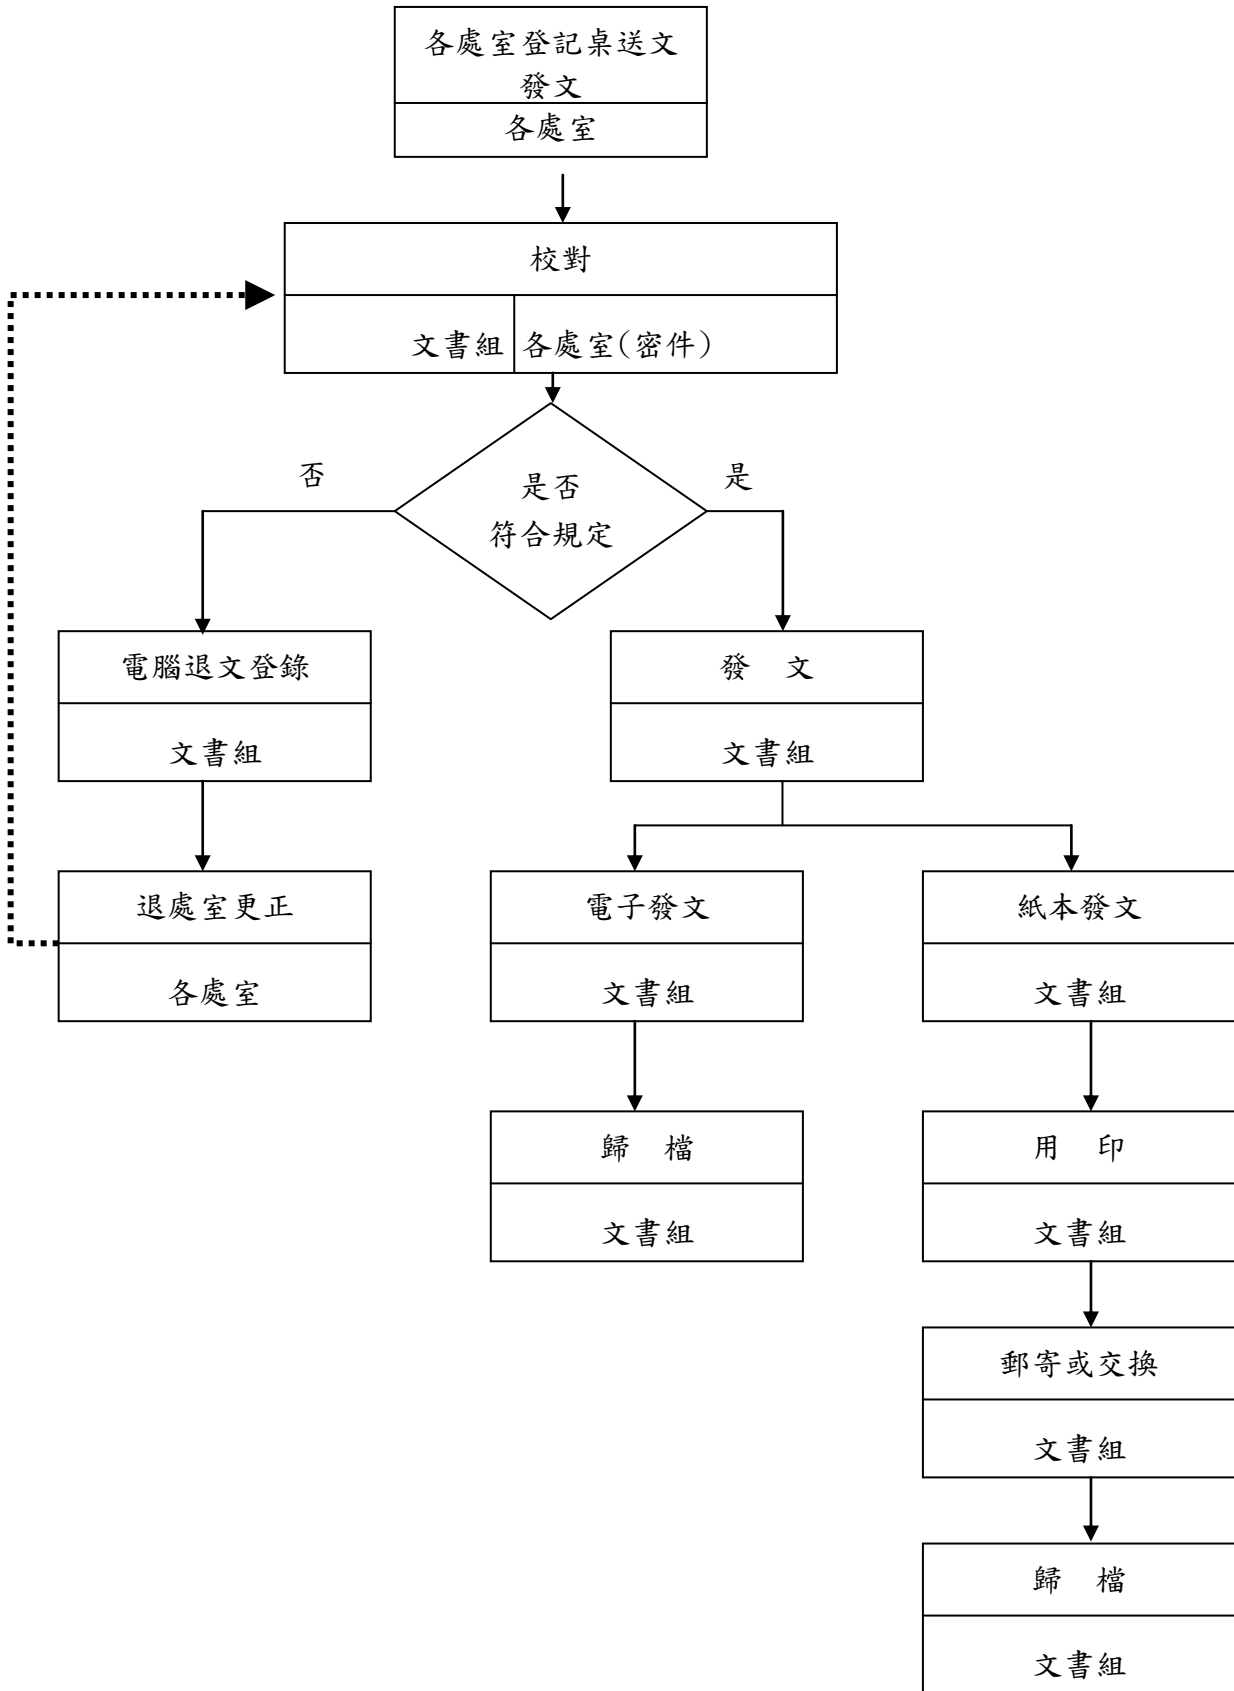 各處室登記桌送文
發文
各處室
校對
文書組
各處室(密件)
否
是
是否
符合規定
電腦退文登錄
文書組
發 文
文書組
退處室更正
各處室
電子發文
文書組
紙本發文
文書組
歸 檔
文書組
用 印
文書組
郵寄或交換
文書組
歸 檔
文書組